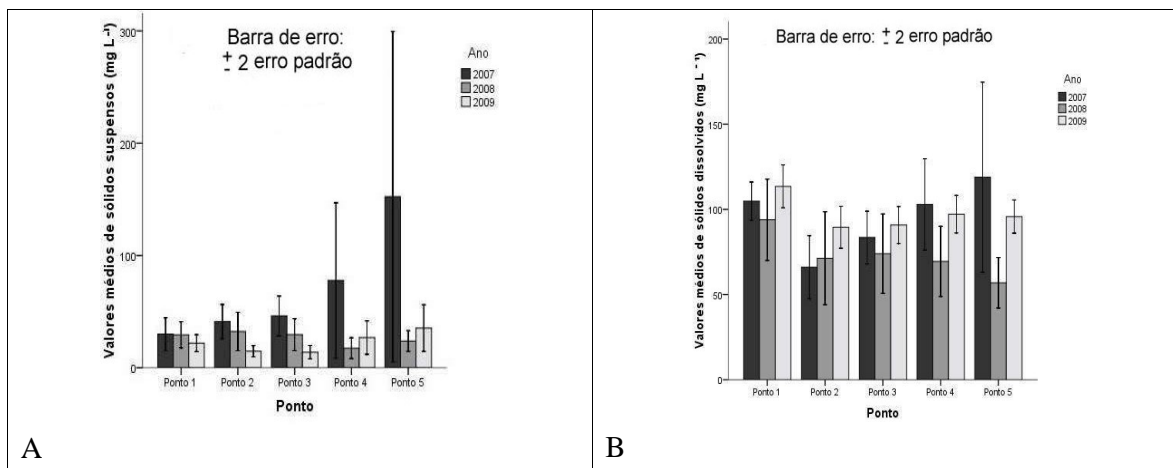 Valores médios de sólidos suspensos (mg L⁻¹)
300
200
100
0
Barra de erro:
± 2 erro padrão
Ano
2007
2008
2009
Ponto 1 Ponto 2 Ponto 3 Ponto 4 Ponto 5
Ponto
A
Valores médios de sólidos dissolvidos (mg L⁻¹)
200
150
100
50
0
Barra de erro: ± 2 erro padrão
Ano
2007
2008
2009
Ponto 1 Ponto 2 Ponto 3 Ponto 4 Ponto 5
Ponto
B